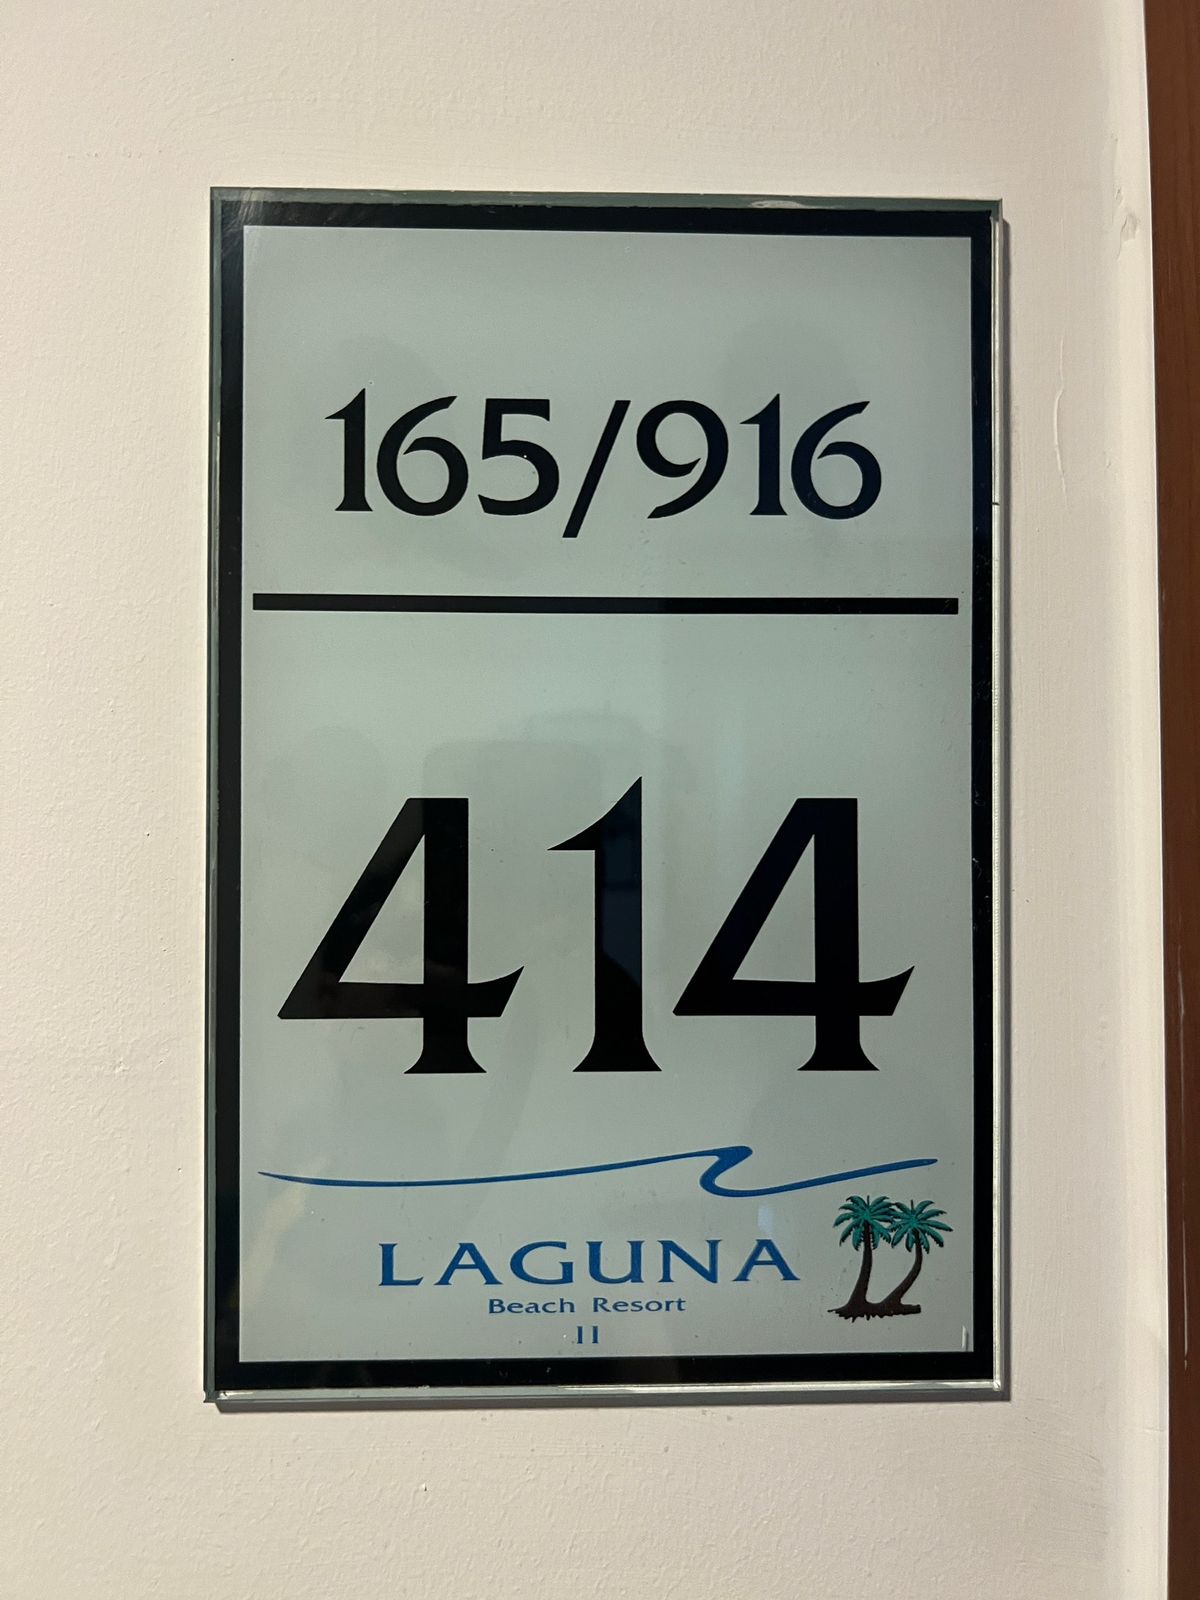 165/916
414
LAGUNA
Beach Resort
II